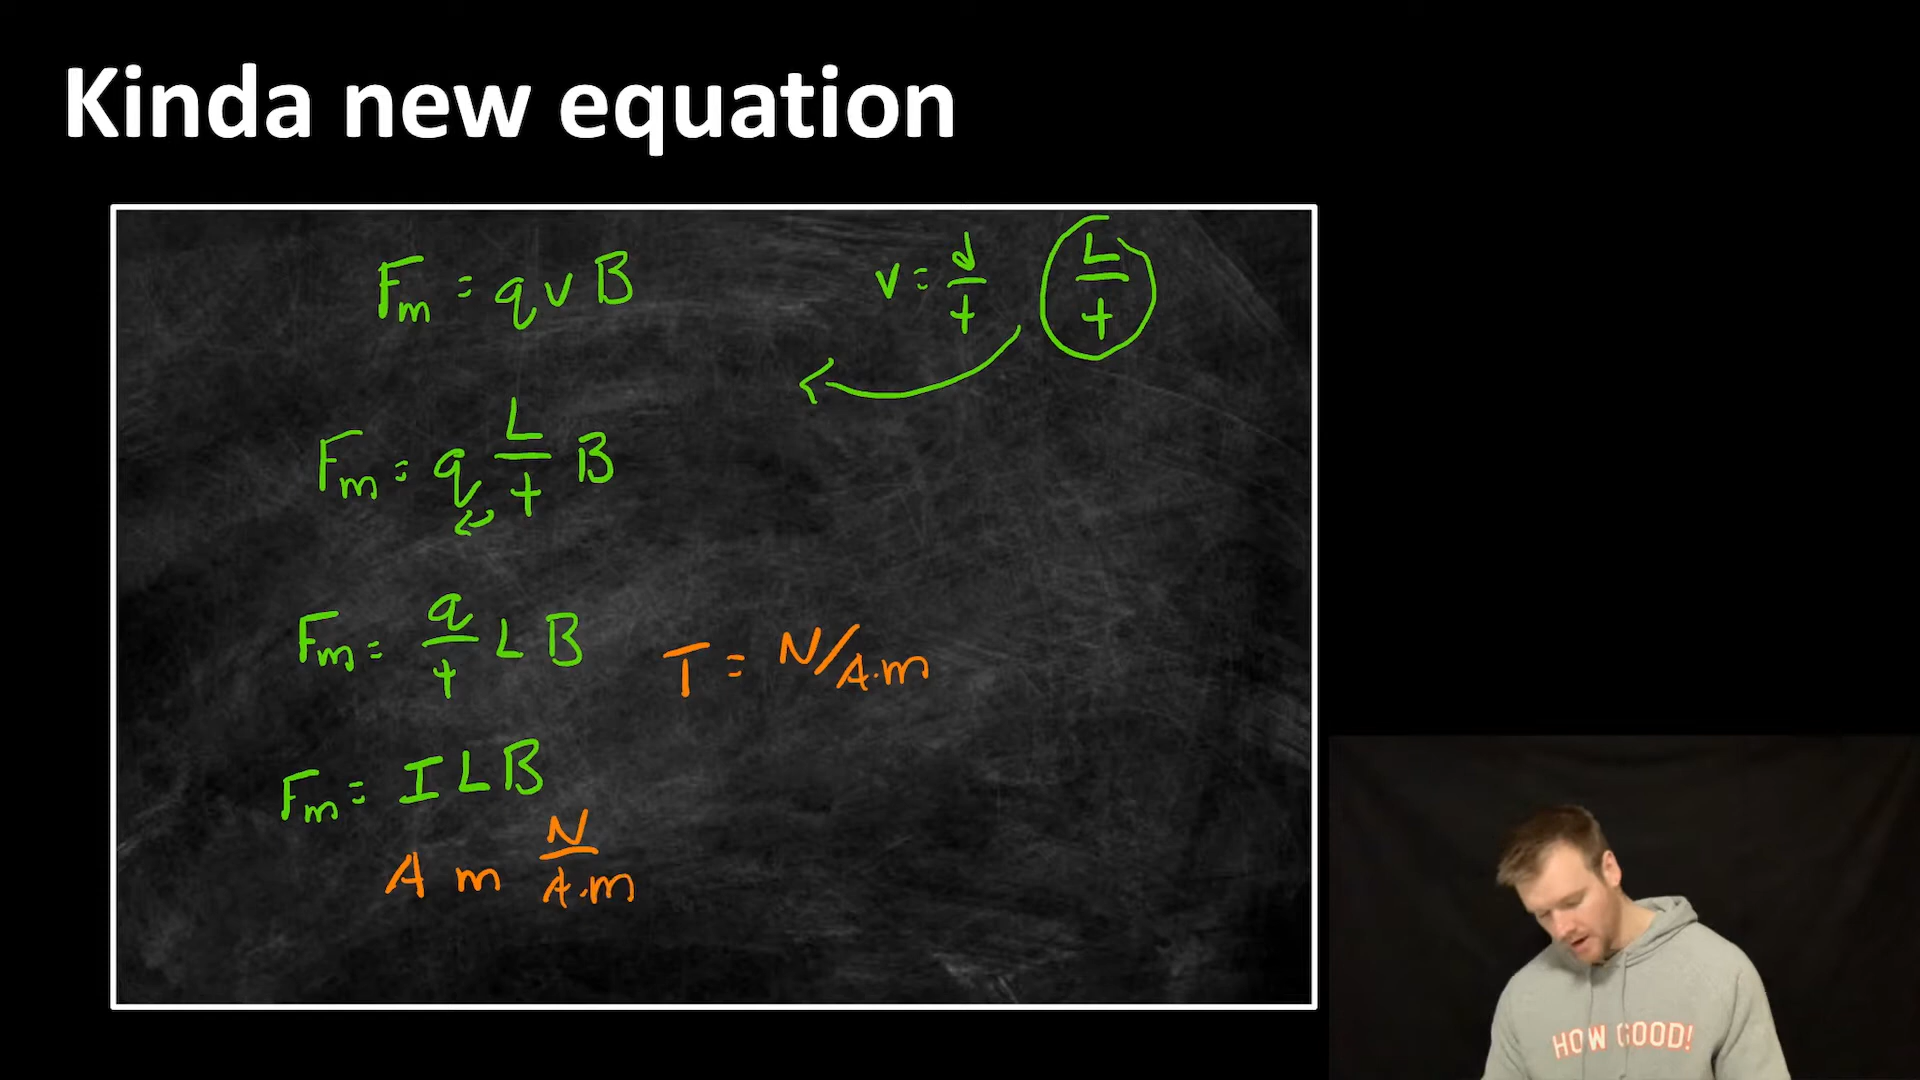 Kinda new equation
Fm = qvB
v = d/t
L/t
Fm = q L/t B
Fm = q/t L B
T = N/A.m
Fm = I L B
A m N/A.m
HOW GOOD!